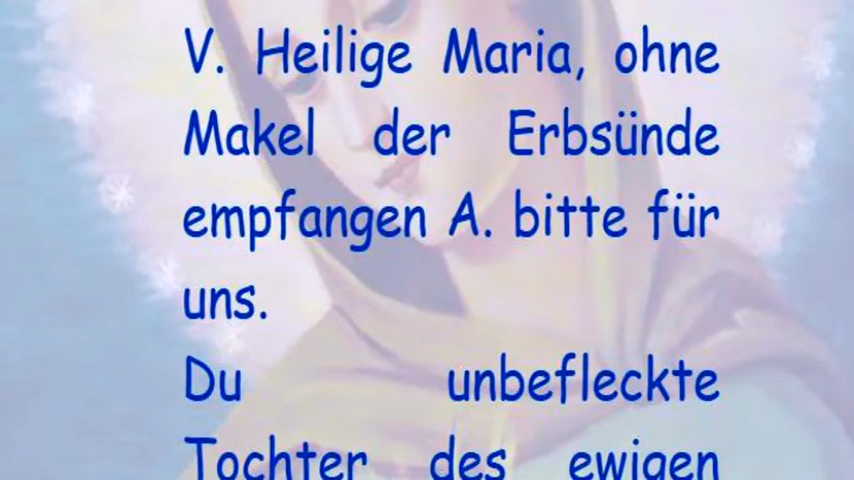 V. Heilige Maria, ohne
Makel der Erbsünde
empfangen A. bitte für
uns.
Du unbefleckte
Tochter des ewigen